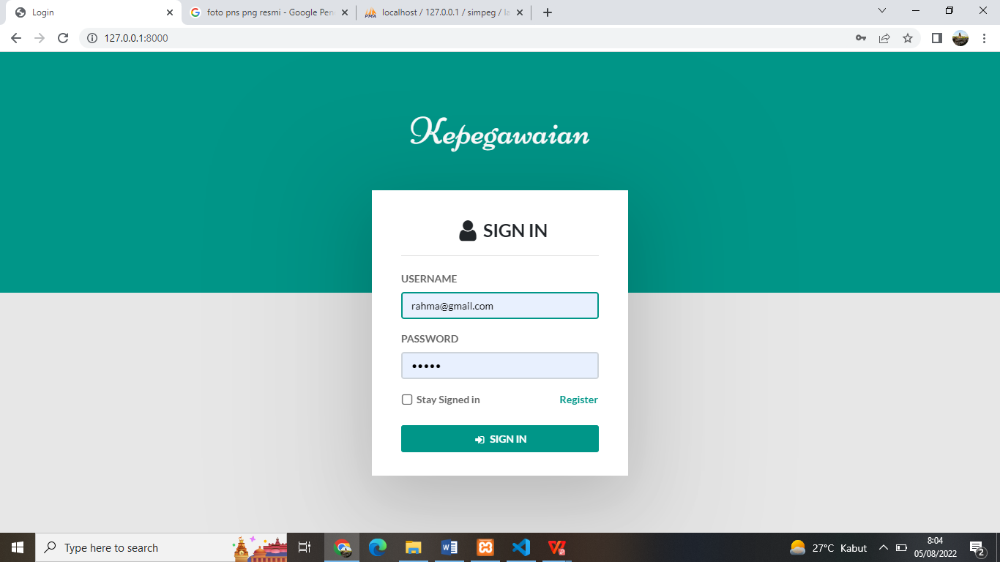 Login
foto pns png resmi - Google Pen
localhost / 127.0.0.1 / simpeg / la
127.0.0.1:8000
Kepegawaian
SIGN IN
USERNAME
rahma@gmail.com
PASSWORD
•••••
Stay Signed in
Register
SIGN IN
Type here to search
27°C Kabut
8:04
05/08/2022
2